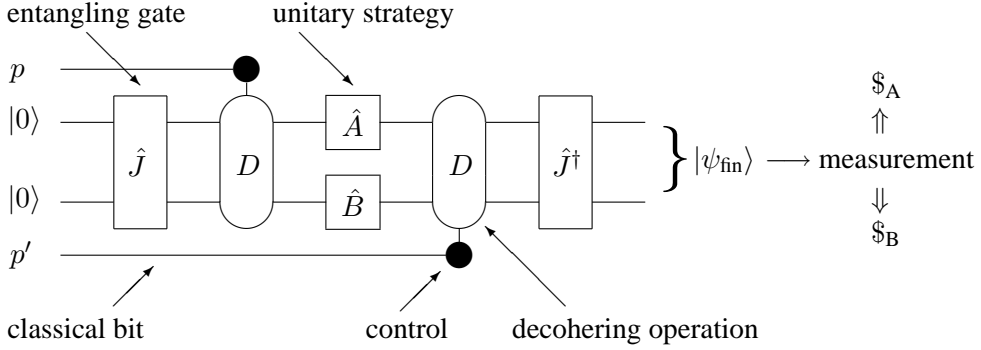 entangling gate
unitary strategy
p
$_A
|0⟩
Ĵ
D
Â
D
Ĵ†
|ψ_fin⟩
measurement
|0⟩
B̂
$_B
p′
classical bit
control
decohering operation